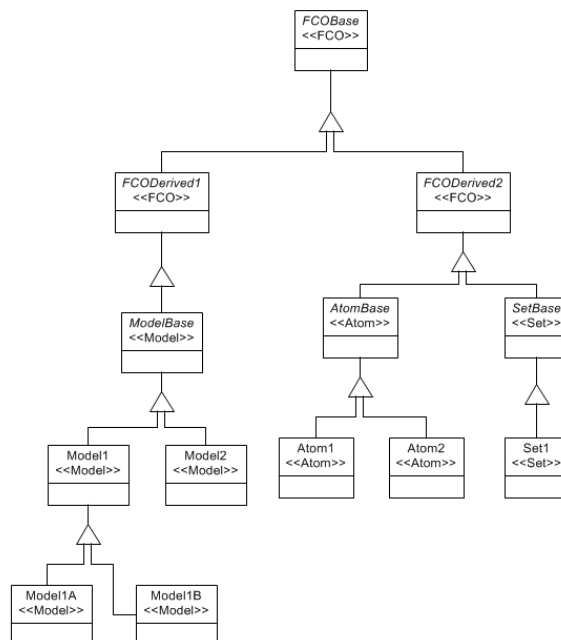 FCOBase
<<FCO>>
FCODerived1
<<FCO>>
FCODerived2
<<FCO>>
ModelBase
<<Model>>
AtomBase
<<Atom>>
SetBase
<<Set>>
Model1
<<Model>>
Model2
<<Model>>
Atom1
<<Atom>>
Atom2
<<Atom>>
Set1
<<Set>>
Model1A
<<Model>>
Model1B
<<Model>>